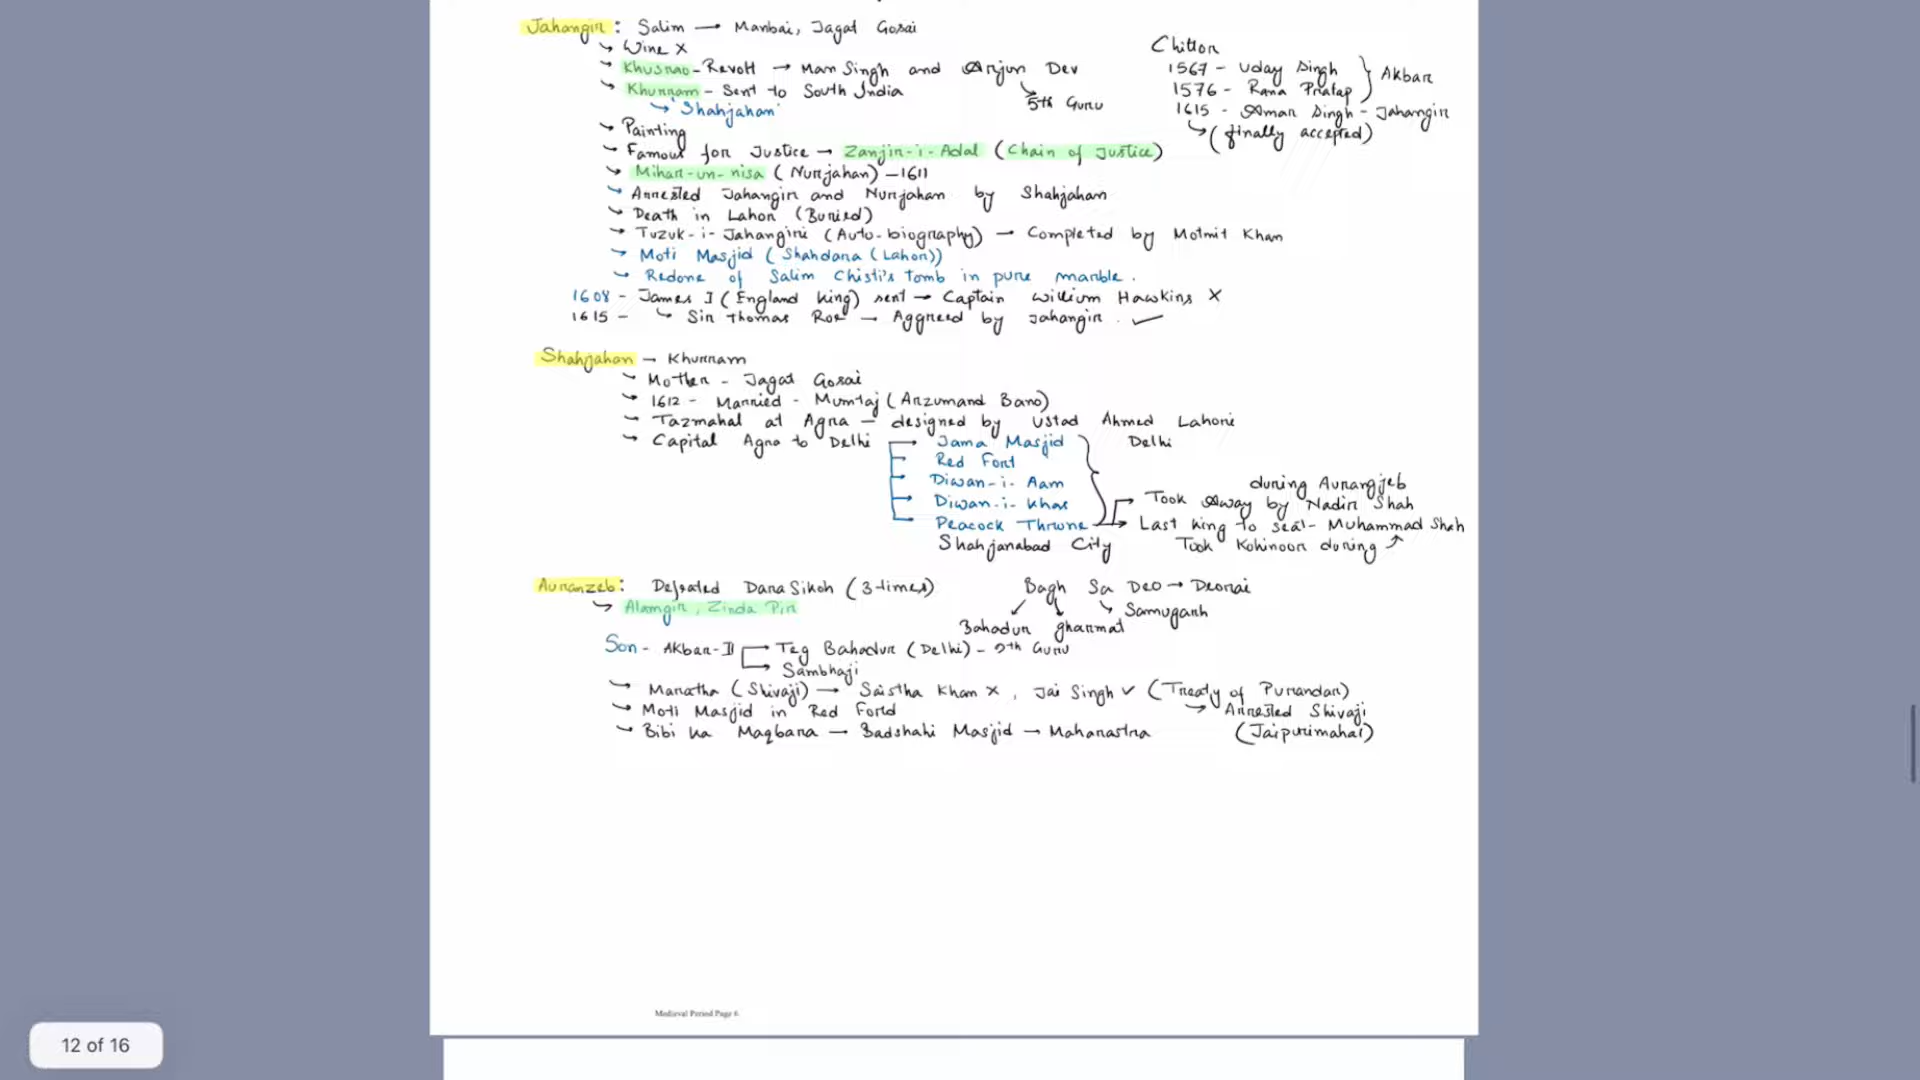 Jahangir : Salim → Manbai, Jagat Gosai
↳ Wine X
↳ Khusrao - Revolt → Man Singh and Arjun Dev
↳ 5th Guru
↳ Khurram - Sent to South India
↳ 'Shahjahan'
↳ Painting
↳ Famous for Justice → Zanjir-i-Adal (Chain of Justice)
↳ Mihar-un-nisa (Nurjahan) - 1611
↳ Arrested Jahangir and Nurjahan by Shahjahan
↳ Death in Lahor (Buried)
↳ Tuzuk-i-Jahangiri (Auto-biography) → Completed by Motmit Khan
↳ Moti Masjid (Shahdara (Lahor))
↳ Redone of Salim Chisti's Tomb in pure marble.
1608 - James I (England king) sent → Captain William Hawkins X
1615 - ↳ Sir Thomas Roe → Aggreed by Jahangir. ✓
Chittor
1567 - Uday Singh
1576 - Rana Pratap } Akbar
1615 - Amar Singh - Jahangir
↳ (finally accepted)
Shahjahan → Khurram
↳ Mother - Jagat Gosai
↳ 1612 - Married - Mumtaj (Arzumand Bano)
↳ Tazmahal at Agra - designed by Ustad Ahmed Lahori
↳ Capital Agra to Delhi → Jama Masjid Delhi
Red Fort
Diwan-i-Aam
Diwan-i-Khas
Peacock Throne
Shahjanabad City
during Aurangjeb
→ Took Away by Nadir Shah
→ Last king to seat - Muhammad Shah
Took Kohinoor during ↗
Auranzeb : Defeated Dara Sikoh (3-times)
↳ Alamgir, Zinda Pir
Bagh Sa Deo → Deorai
↳ Samugarh
Bahadur gharmat
Son - Akbar-II → Teg Bahadur (Delhi) - 9th Guru
→ Sambhaji
↳ Maratha (Shivaji) → Saistha Khan X, Jai Singh ✓ (Treaty of Purandar)
↳ Arrested Shivaji
(Jaipurimahal)
↳ Moti Masjid in Red Fortd
↳ Bibi ka Maqbara → Badshahi Masjid → Maharastra
Medieval Period Page 6
12 of 16